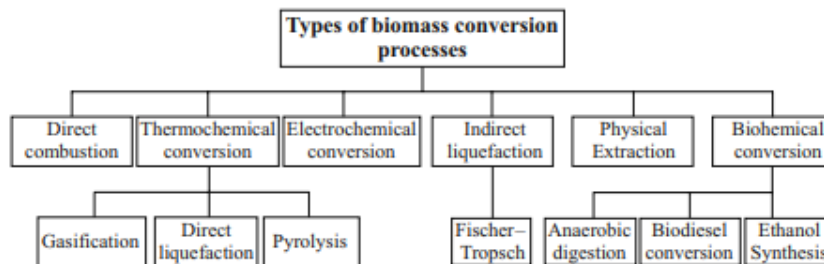 Types of biomass conversion
processes
Direct
combustion
Thermochemical
conversion
Electrochemical
conversion
Indirect
liquefaction
Physical
Extraction
Biohemical
conversion
Gasification
Direct
liquefaction
Pyrolysis
Fischer–
Tropsch
Anaerobic
digestion
Biodiesel
conversion
Ethanol
Synthesis